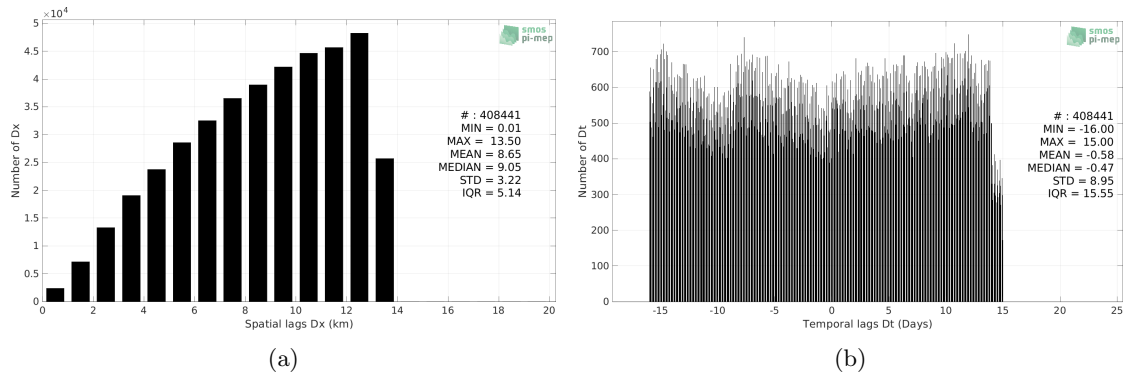 ×10⁴
5
4.5
4
3.5
3
2.5
2
1.5
1
0.5
0
Number of Dx
smos
pi-mep
# : 408441
MIN = 0.01
MAX = 13.50
MEAN = 8.65
MEDIAN = 9.05
STD = 3.22
IQR = 5.14
0 2 4 6 8 10 12 14 16 18 20
Spatial lags Dx (km)
(a)
700
600
500
400
300
200
100
0
Number of Dt
smos
pi-mep
# : 408441
MIN = -16.00
MAX = 15.00
MEAN = -0.58
MEDIAN = -0.47
STD = 8.95
IQR = 15.55
-15 -10 -5 0 5 15 20 25
Temporal lags Dt (Days)
(b)